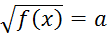 √f(x) = a